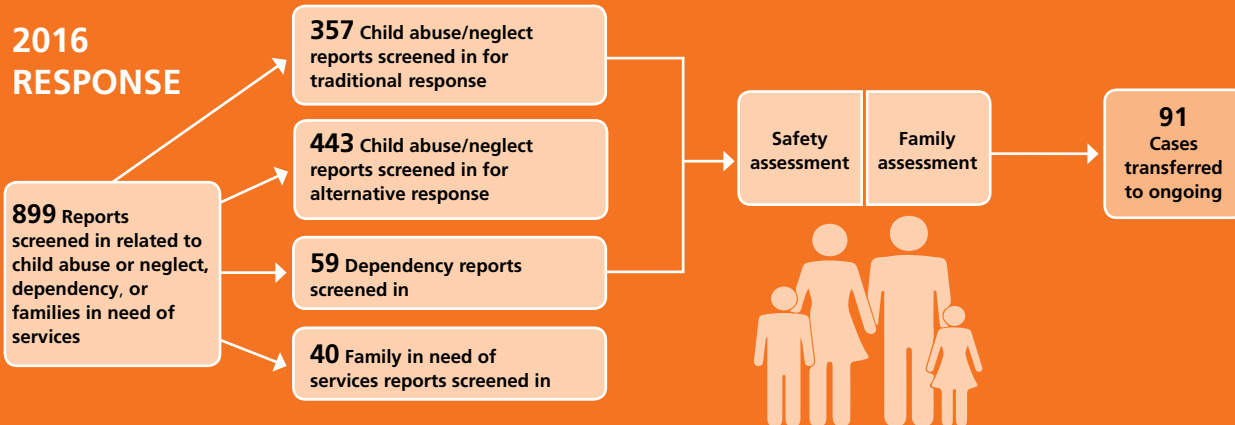 2016
RESPONSE
899 Reports
screened in related to
child abuse or neglect,
dependency, or
families in need of
services
357 Child abuse/neglect
reports screened in for
traditional response
443 Child abuse/neglect
reports screened in for
alternative response
59 Dependency reports
screened in
40 Family in need of
services reports screened in
Safety
assessment
Family
assessment
91
Cases
transferred
to ongoing